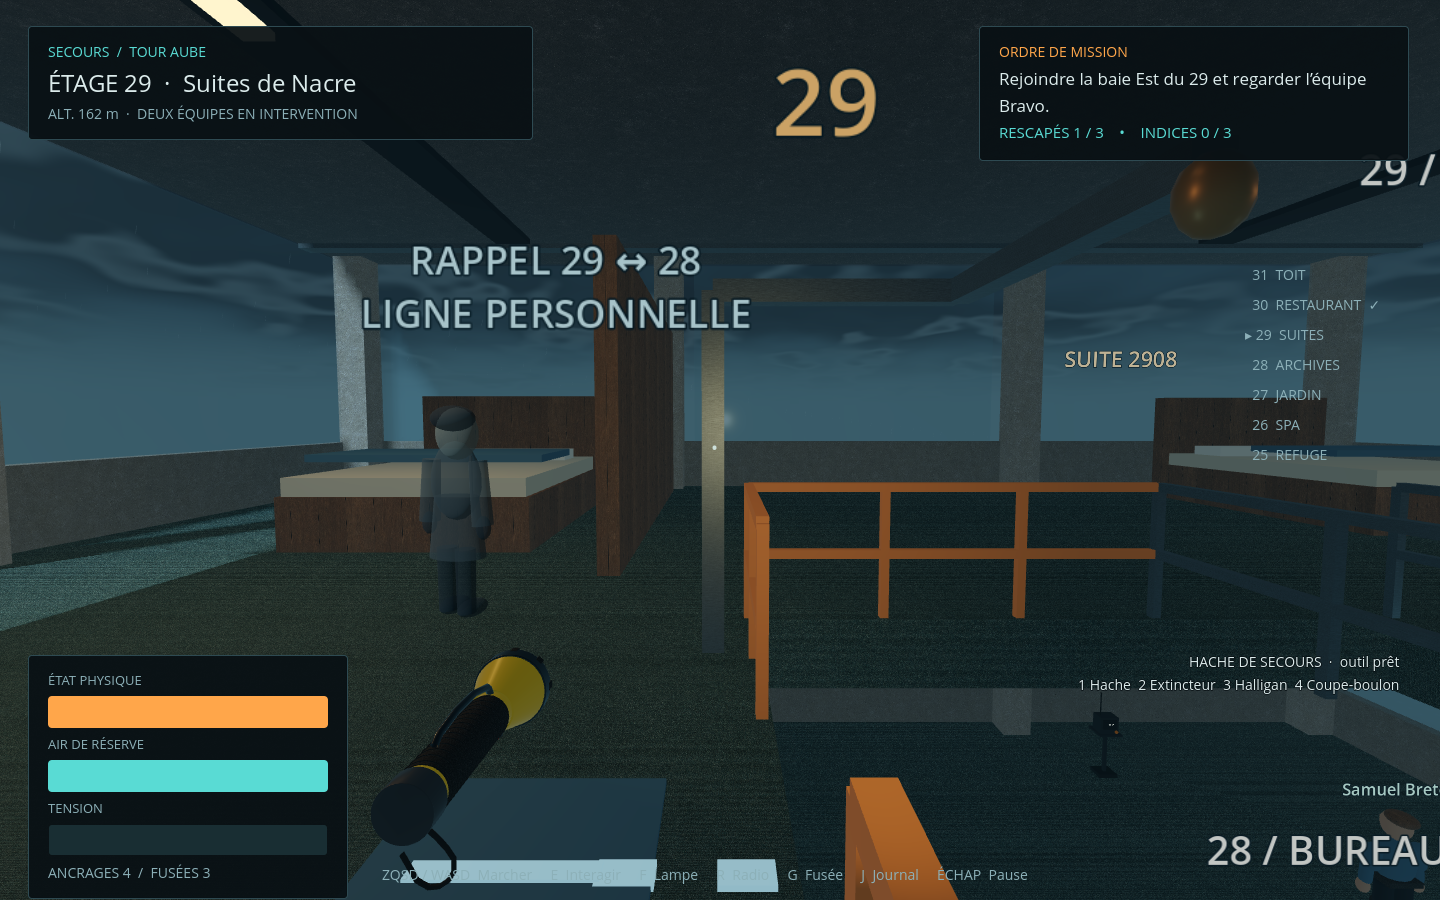 SECOURS / TOUR AUBE
ÉTAGE 29 · Suites de Nacre
ALT. 162 m · DEUX ÉQUIPES EN INTERVENTION
29
ORDRE DE MISSION
Rejoindre la baie Est du 29 et regarder l’équipe
Bravo.
RESCAPÉS 1 / 3 • INDICES 0 / 3
29 /
RAPPEL 29 ↔ 28
LIGNE PERSONNELLE
SUITE 2908
31 TOIT
30 RESTAURANT ✓
▸ 29 SUITES
28 ARCHIVES
27 JARDIN
26 SPA
25 REFUGE
HACHE DE SECOURS · outil prêt
1 Hache 2 Extincteur 3 Halligan 4 Coupe-boulon
ÉTAT PHYSIQUE
AIR DE RÉSERVE
TENSION
ANCRAGES 4 / FUSÉES 3
Samuel Bret
28 / BUREAU
ZQSD / WASD Marcher E Interagir F Lampe R Radio G Fusée J Journal ÉCHAP Pause